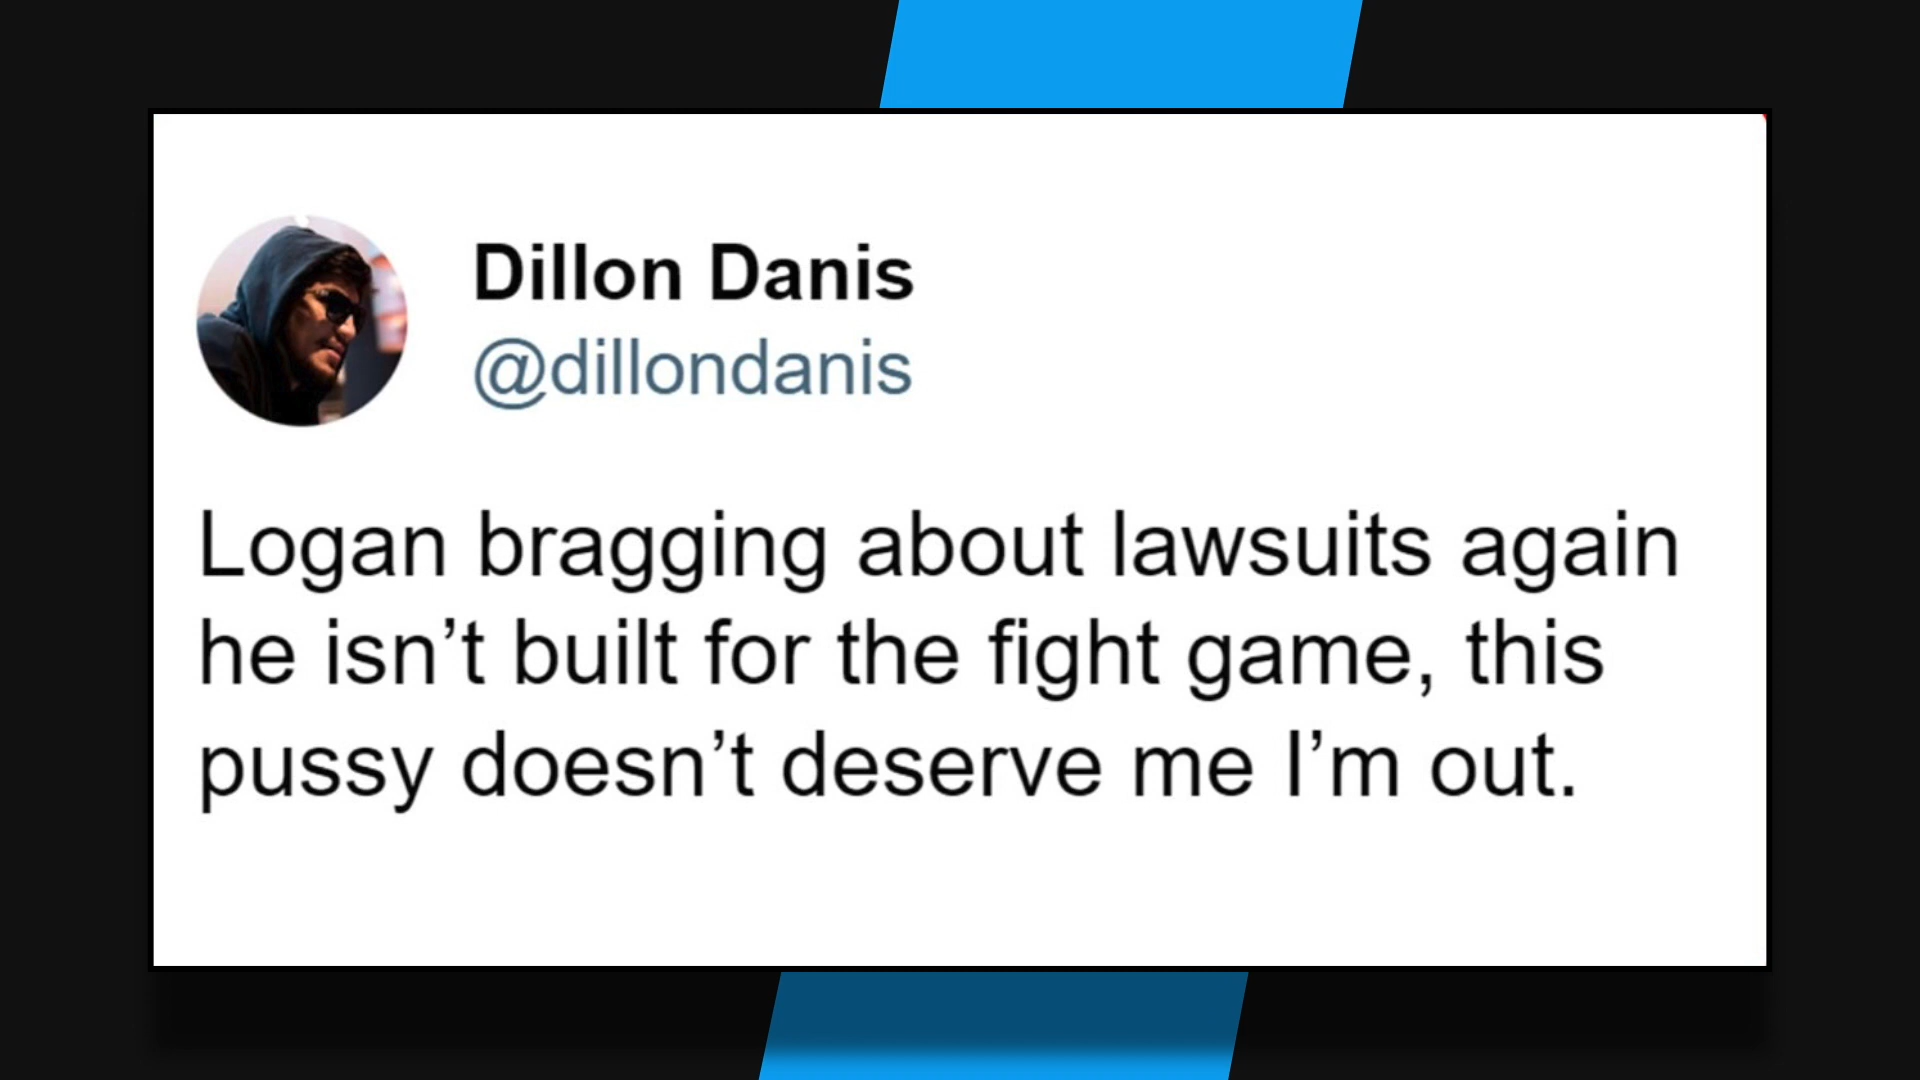 Dillon Danis
@dillondanis
Logan bragging about lawsuits again
he isn’t built for the fight game, this
pussy doesn’t deserve me I’m out.